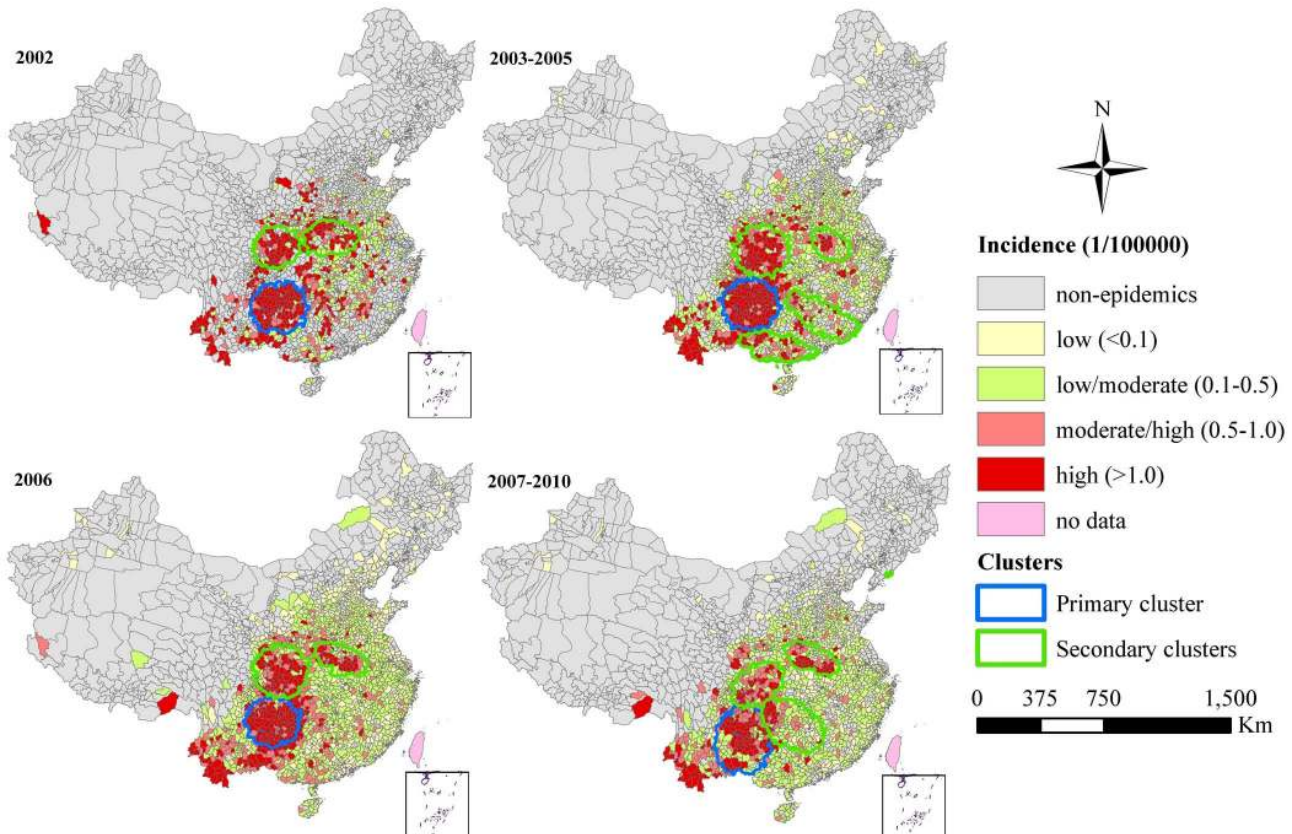 2002
2003-2005
N
Incidence (1/100000)
non-epidemics
low (<0.1)
low/moderate (0.1-0.5)
moderate/high (0.5-1.0)
high (>1.0)
no data
Clusters
Primary cluster
Secondary clusters
0 375 750 1,500
Km
2006
2007-2010